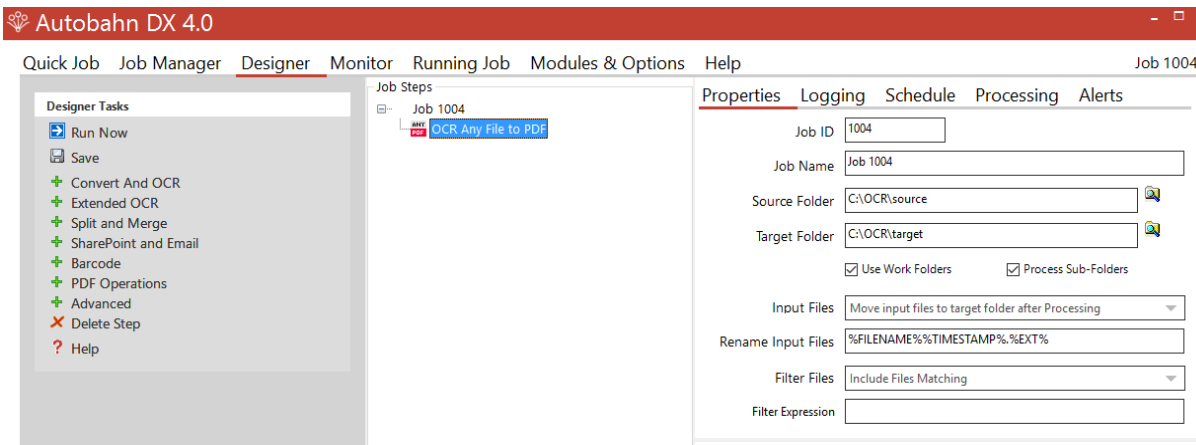 Autobahn DX 4.0
Quick Job Job Manager Designer Monitor Running Job Modules & Options Help Job 1004
Designer Tasks
Run Now
Save
Convert And OCR
Extended OCR
Split and Merge
SharePoint and Email
Barcode
PDF Operations
Advanced
Delete Step
Help
Job Steps
Job 1004
ANY PDF OCR Any File to PDF
Properties Logging Schedule Processing Alerts
Job ID 1004
Job Name Job 1004
Source Folder C:\OCR\source
Target Folder C:\OCR\target
Use Work Folders Process Sub-Folders
Input Files Move input files to target folder after Processing
Rename Input Files %FILENAME%%TIMESTAMP%.%EXT%
Filter Files Include Files Matching
Filter Expression